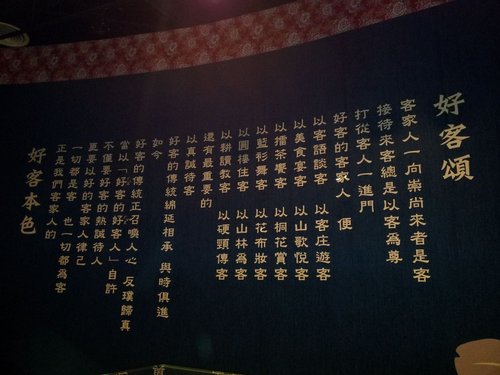 好客頌
客家人一向崇尚來者是客
接待來客總是以客為尊
打從客人一進門
好客的客家人　便
以客語談客　以客庄遊客
以美食宴客　以山歌悅客
以擂茶饗客　以桐花賞客
以藍衫舞客　以花布妝客
以圓樓住客　以山林為客
以耕讀教客　以硬頸傳客
還有最重要的
以真誠待客
好客的傳統綿延相承　與時俱進
如今
好客的傳統正召喚人心　反璞歸真
當以「好客的好客人」自許
不僅要好客的熱誠待人
更要以好的客家人律己
一切都是客　也一切都為客
正是我們客家人的
好客本色